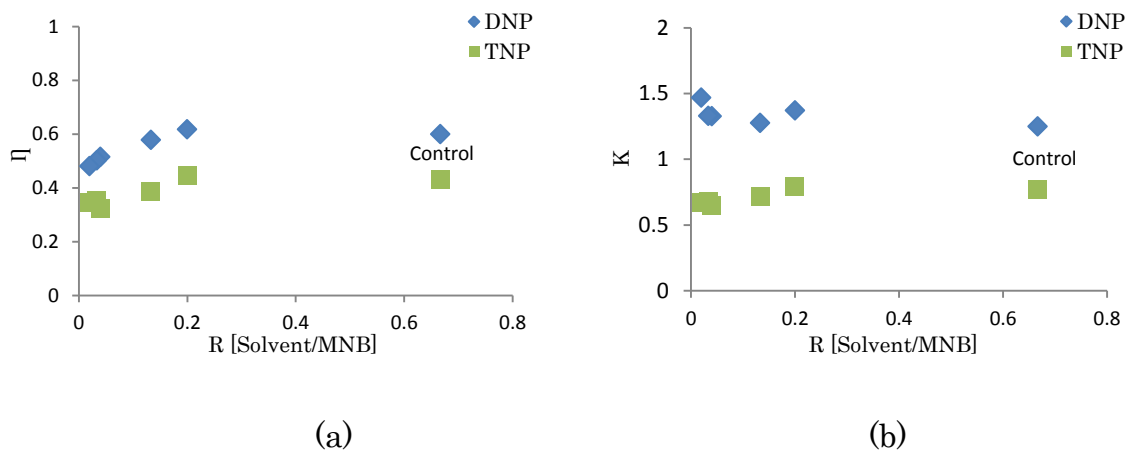 DNP
TNP
1
0.8
0.6
0.4
0.2
0
η
Control
0 0.2 0.4 0.6 0.8
R [Solvent/MNB]
(a)
DNP
TNP
2
1.5
1
0.5
0
K
Control
0 0.2 0.4 0.6 0.8
R [Solvent/MNB]
(b)